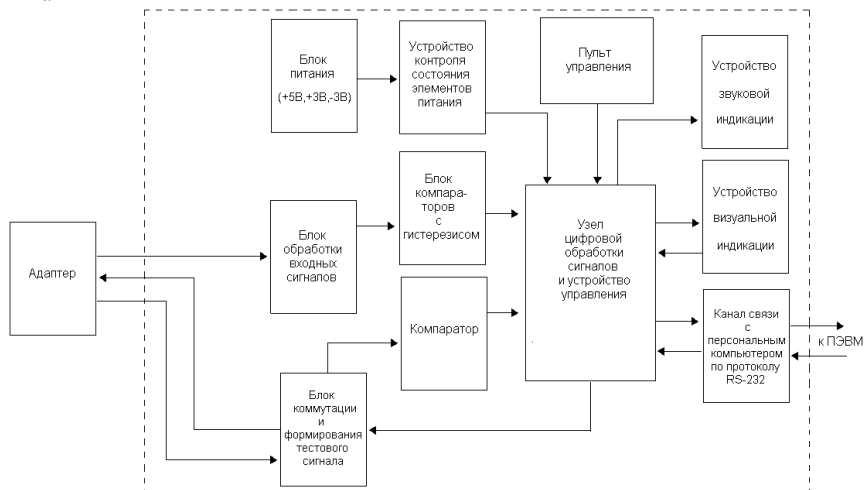 Блок
питания
(+5В,+3В,-3В)
Устройство
контроля
состояния
элементов
питания
Пульт
управления
Устройство
звуковой
индикации
Блок
компара-
торов
с
гистерезисом
Устройство
визуальной
индикации
Адаптер
Блок
обработки
входных
сигналов
Узел
цифровой
обработки
сигналов
и устройство
управления
Компаратор
Канал связи
с
персональным
компьютером
по протоколу
RS-232
к ПЭВМ
Блок
коммутации
и
формирования
тестового
сигнала